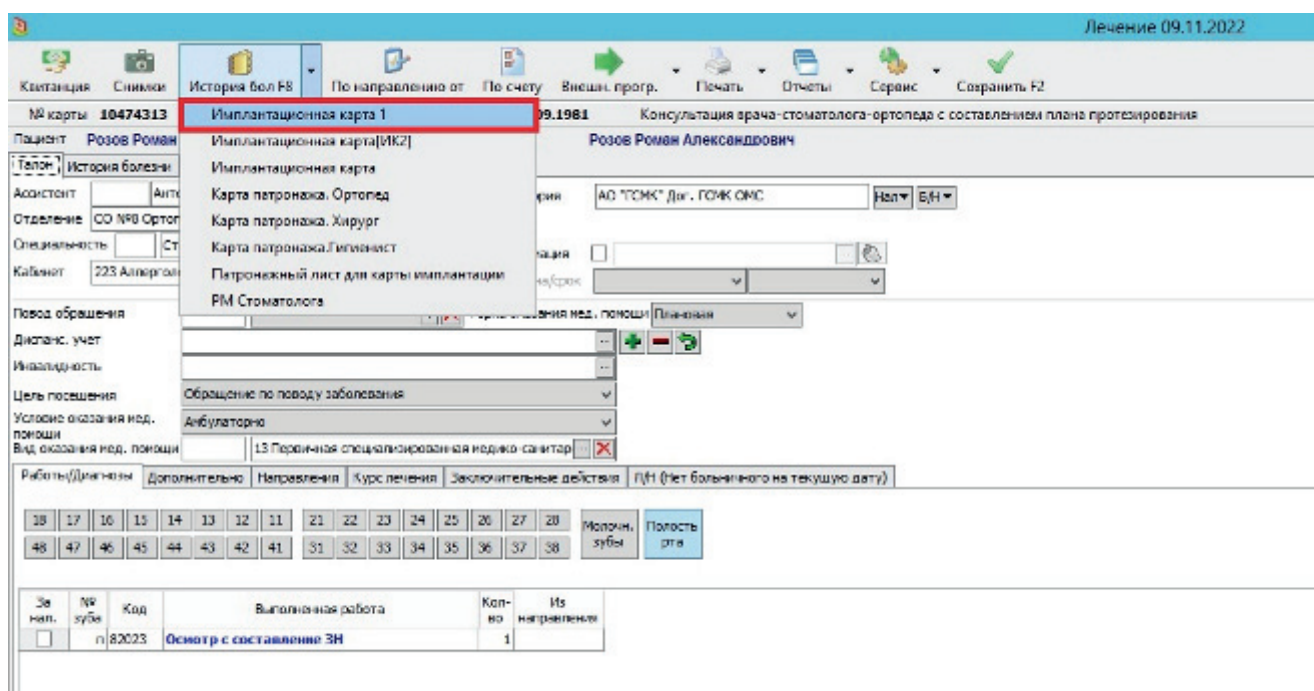 Лечение 09.11.2022
Квитанция Снимки История бол F8 По направлению от По счету Внешн. прогр. Печать Отчеты Сервис Сохранить F2
№ карты 10474313 09.1981 Консультация врача-стоматолога-ортопеда с составлением плана протезирования
Имплантационная карта 1
Пациент Розов Роман Розов Роман Александрович
Имплантационная карта[ИК2]
Талон История болезни
Имплантационная карта
Ассистент Анто АО "ГСМК" Дог. ГСМК ОМС Нал Б/Н
Карта патронажа. Ортопед
Отделение СО №8 Ортоп
Карта патронажа. Хирург
Специальность Ст
Карта патронажа.Гигиенист
Кабинет 223 Аллерголо
Патронажный лист для карты имплантации
РМ Стоматолога
Повод обращения мед. помощи Плановая
Диспанс. учет
Инвалидность
Цель посещения Обращение по поводу заболевания
Условие оказания мед. помощи Амбулаторно
Вид оказания мед. помощи 13 Первичная специализированная медико-санитар
Работы/Диагнозы Дополнительно Направления Курс лечения Заключительные действия Л/Н (Нет больничного на текущую дату)
18 17 16 15 14 13 12 11 21 22 23 24 25 26 27 28 Молочн. зубы Полость рта
48 47 46 45 44 43 42 41 31 32 33 34 35 36 37 38
За нал. № зуба Код Выполненная работа Кол-во Из направления
п 82023 Осмотр с составление ЗН 1